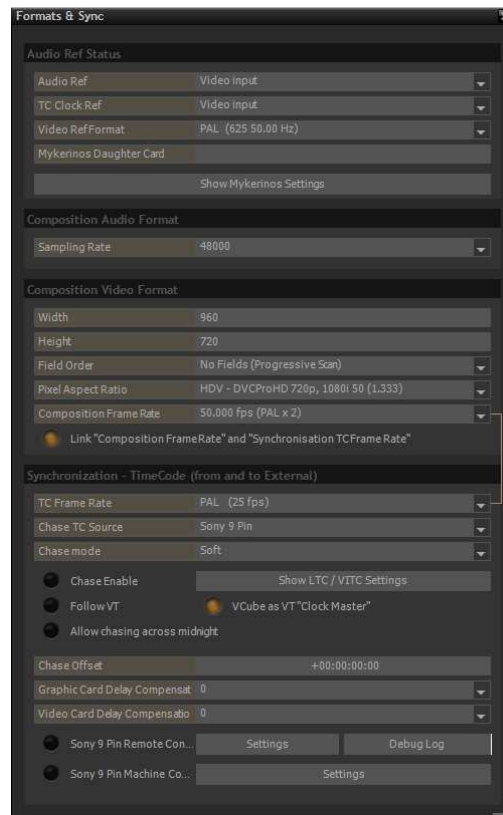 Formats & Sync
Audio Ref Status
Audio Ref Video input
TC Clock Ref Video input
Video Ref Format PAL (625 50.00 Hz)
Mykerinos Daughter Card
Show Mykerinos Settings
Composition Audio Format
Sampling Rate 48000
Composition Video Format
Width 960
Height 720
Field Order No Fields (Progressive Scan)
Pixel Aspect Ratio HDV - DVCProHD 720p, 1080i 50 (1.333)
Composition Frame Rate 50.000 fps (PAL x 2)
Link "Composition Frame Rate" and "Synchronisation TC Frame Rate"
Synchronization - TimeCode (from and to External)
TC Frame Rate PAL (25 fps)
Chase TC Source Sony 9 Pin
Chase mode Soft
Chase Enable Show LTC / VITC Settings
Follow VT VCube as VT "Clock Master"
Allow chasing across midnight
Chase Offset +00:00:00:00
Graphic Card Delay Compensat 0
Video Card Delay Compensatio 0
Sony 9 Pin Remote Con... Settings Debug Log
Sony 9 Pin Machine Co... Settings